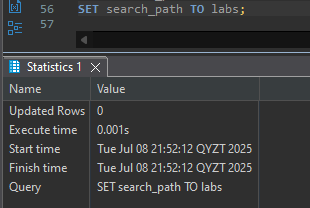 56 SET search_path TO labs;
57
Statistics 1
Name Value
Updated Rows 0
Execute time 0.001s
Start time Tue Jul 08 21:52:12 QYZT 2025
Finish time Tue Jul 08 21:52:12 QYZT 2025
Query SET search_path TO labs